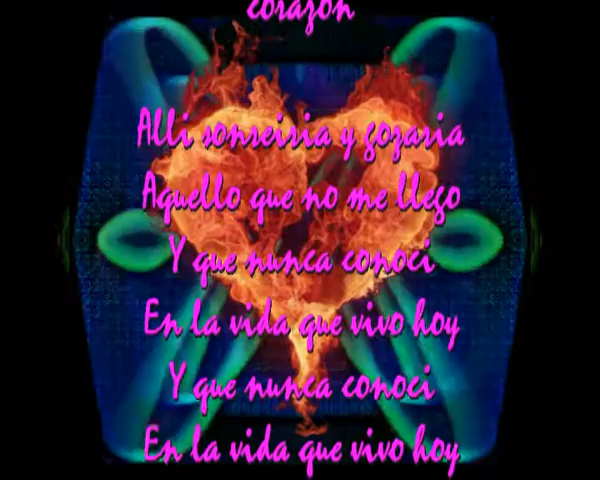 corazon
Alli sonreiria y gozaria
Aquello que no me llego
Y que nunca conoci
En la vida que vivo hoy
Y que nunca conoci
En la vida que vivo hoy